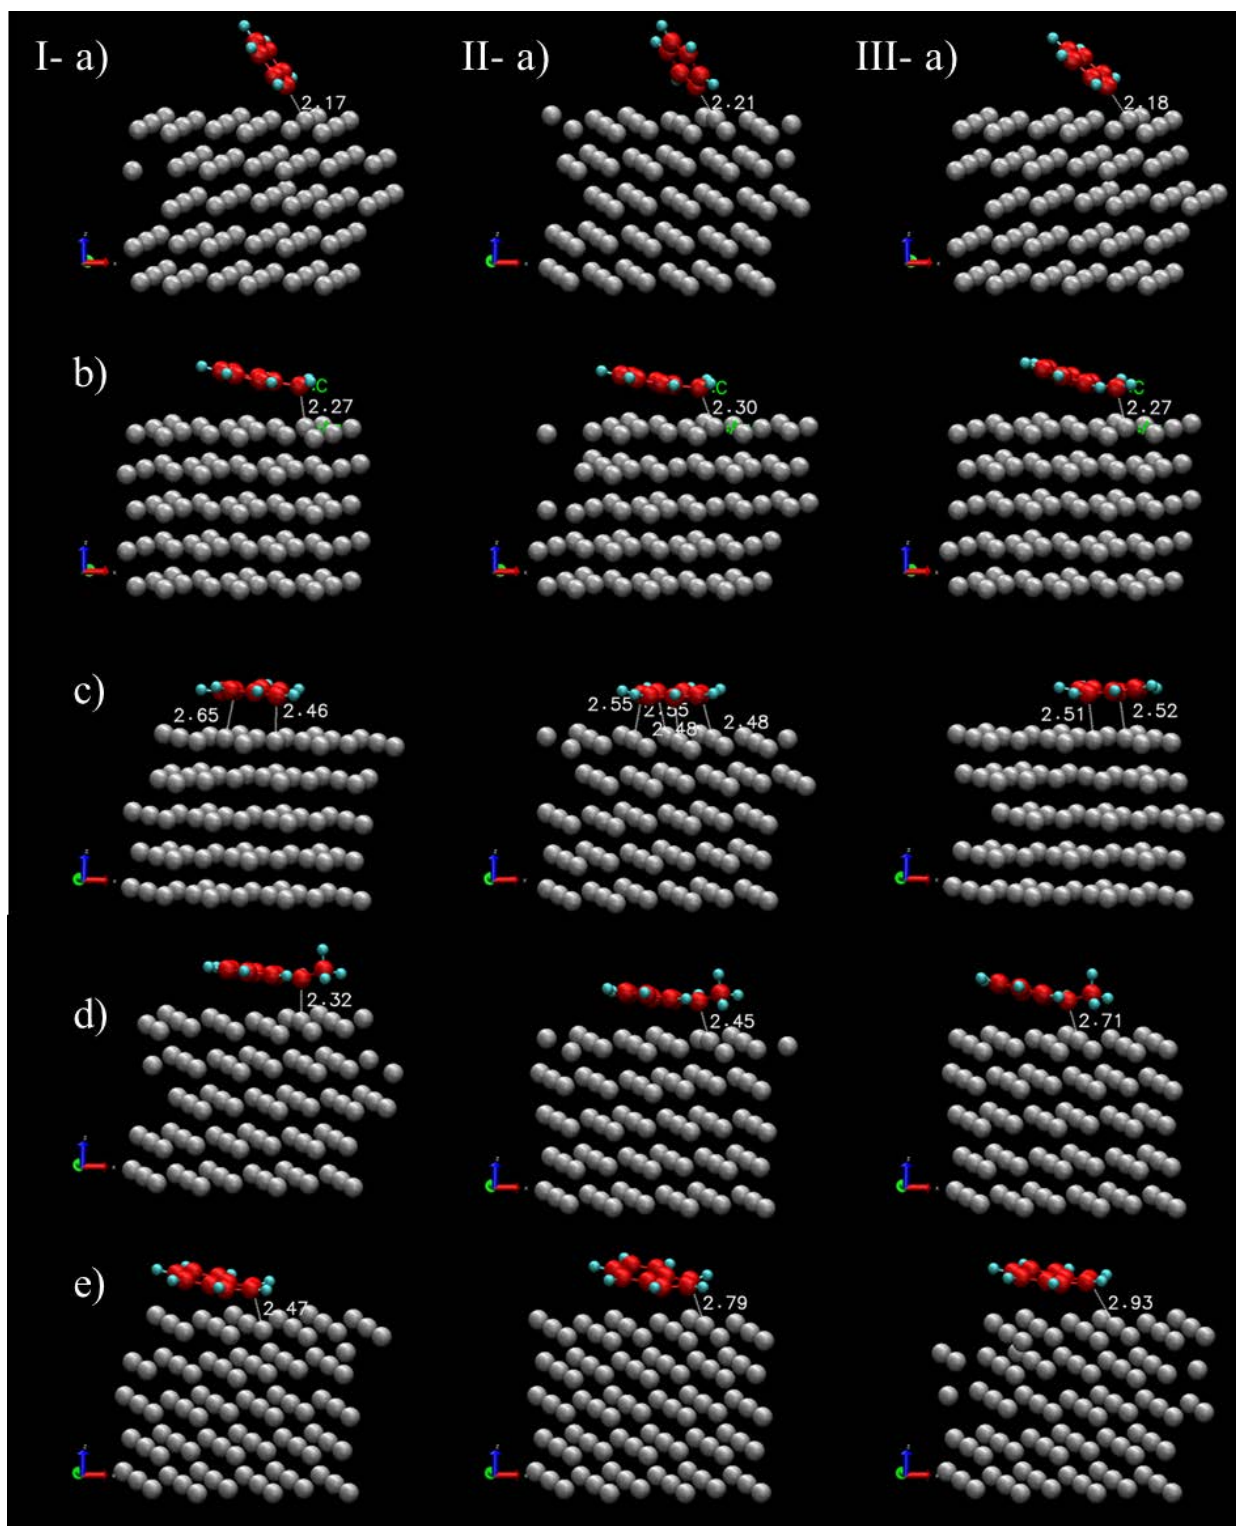 I- a) II- a) III- a)
2.17 2.21 2.18
b)
.C .C .C
2.27 2.30 2.27
c)
2.65 2.46 2.55 2.55 2.48 2.48 2.51 2.52
d)
2.32 2.45 2.71
e)
2.47 2.79 2.93